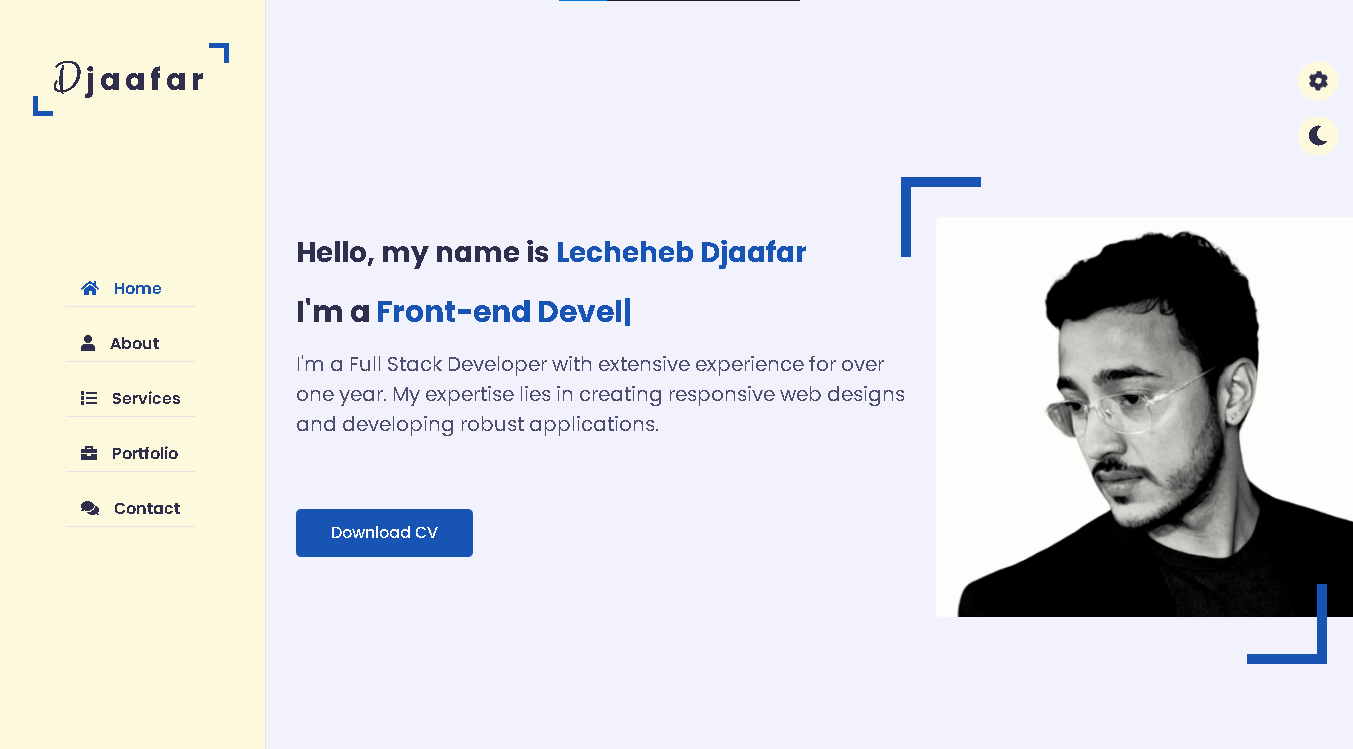 Djaafar
Home
About
Services
Portfolio
Contact
Hello, my name is Lecheheb Djaafar
I'm a Front-end Devel|
I'm a Full Stack Developer with extensive experience for over
one year. My expertise lies in creating responsive web designs
and developing robust applications.
Download CV